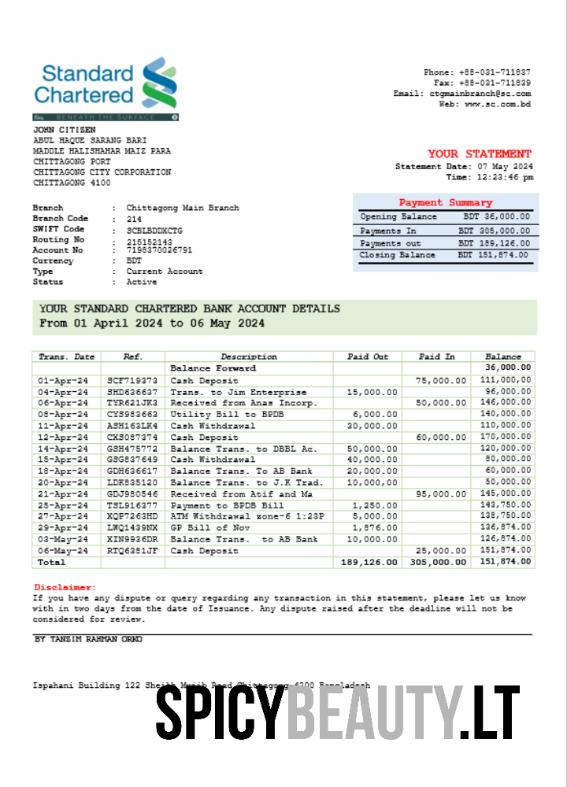 Standard
Chartered
BENEATH THE SURFACE
Phone: +88-031-711837
Fax: +88-031-711839
Email: ctgmainbranch@sc.com
Web: www.sc.com.bd
JOHN CITISEN
ABUL HAQUE SARANG BARI
MADDLE HALISHAHAR MAIZ PARA
CHITTAGONG PORT
CHITTAGONG CITY CORPORATION
CHITTAGONG 4100
YOUR STATEMENT
Statement Date: 07 May 2024
Time: 12:23:46 pm
Branch : Chittagong Main Branch
Branch Code : 214
SWIFT Code : SCBLBDDXCTG
Routing No : 215152143
Account No : 7198370026791
Currency : BDT
Type : Current Account
Status : Active
Payment Summary
Opening Balance BDT 36,000.00
Payments In BDT 305,000.00
Payments out BDT 189,126.00
Closing Balance BDT 151,874.00
YOUR STANDARD CHARTERED BANK ACCOUNT DETAILS
From 01 April 2024 to 06 May 2024
Trans. Date Ref. Description Paid Out Paid In Balance
Balance Forward 36,000.00
01-Apr-24 SCF719373 Cash Deposit 75,000.00 111,000,00
04-Apr-24 SHD636637 Trans. to Jim Enterprise 15,000.00 96,000.00
06-Apr-24 TYR621JK3 Received from Anas Incorp. 50,000.00 146,000.00
08-Apr-24 CYS983663 Utility Bill to BPDB 6,000.00 140,000.00
11-Apr-24 ASH163LK4 Cash Withdrawal 30,000.00 110,000.00
12-Apr-24 CXS087374 Cash Deposit 60,000.00 170,000.00
14-Apr-24 GSH475772 Balance Trans. to DBBL Ac. 50,000.00 120,000.00
15-Apr-24 GSG837649 Cash Withdrawal 40,000.00 80,000.00
18-Apr-24 GDH636617 Balance Trans. To AB Bank 20,000.00 60,000.00
20-Apr-24 LDK835120 Balance Trans. to J.K Trad. 10,000,00 50,000.00
21-Apr-24 GDJ980546 Received from Atif and Ma 95,000.00 145,000.00
25-Apr-24 TSL916377 Payment to BPDB Bill 1,250.00 143,750.00
27-Apr-24 XQP7263HD ATM Withdrawal zone-6 1:23P 5,000.00 138,750.00
29-Apr-24 LWQ1439NX GP Bill of Nov 1,876.00 136,874.00
03-May-24 XIN9936DR Balance Trans. to AB Bank 10,000.00 126,874.00
06-May-24 RTQ6381JF Cash Deposit 25,000.00 151,874.00
Total 189,126.00 305,000.00 151,874.00
Disclaimer:
If you have any dispute or query regarding any transaction in this statement, please let us know
with in two days from the date of Issuance. Any dispute raised after the deadline will not be
considered for review.
BY TANSIM RAHMAN ORKO
Ispahani Building 122 Sheikh Mujib Road Chittagong 4200 Bangladesh
SPICYBEAUTY.LT